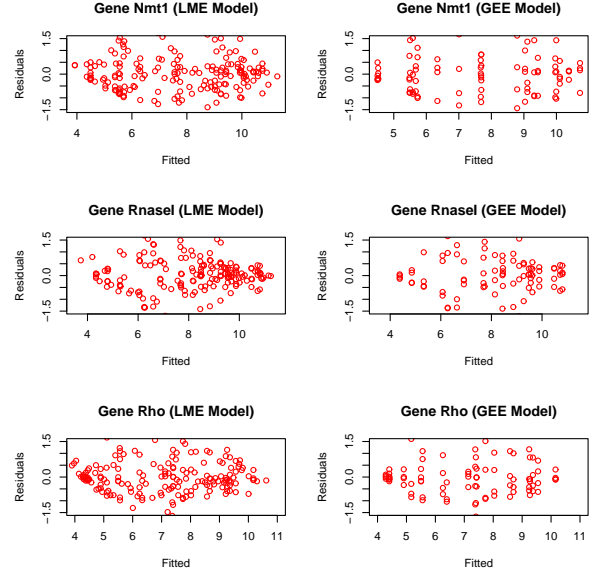 Gene Nmt1 (LME Model)
Residuals
−1.5 0.0 1.5
4 6 8 10
Fitted
Gene Nmt1 (GEE Model)
Residuals
−1.5 0.0 1.5
5 6 7 8 9 10
Fitted
Gene Rnasel (LME Model)
Residuals
−1.5 0.0 1.5
4 6 8 10
Fitted
Gene Rnasel (GEE Model)
Residuals
−1.5 0.0 1.5
4 6 8 10
Fitted
Gene Rho (LME Model)
Residuals
−1.5 0.0 1.5
4 5 6 7 8 9 10 11
Fitted
Gene Rho (GEE Model)
Residuals
−1.5 0.0 1.5
4 5 6 7 8 9 10 11
Fitted